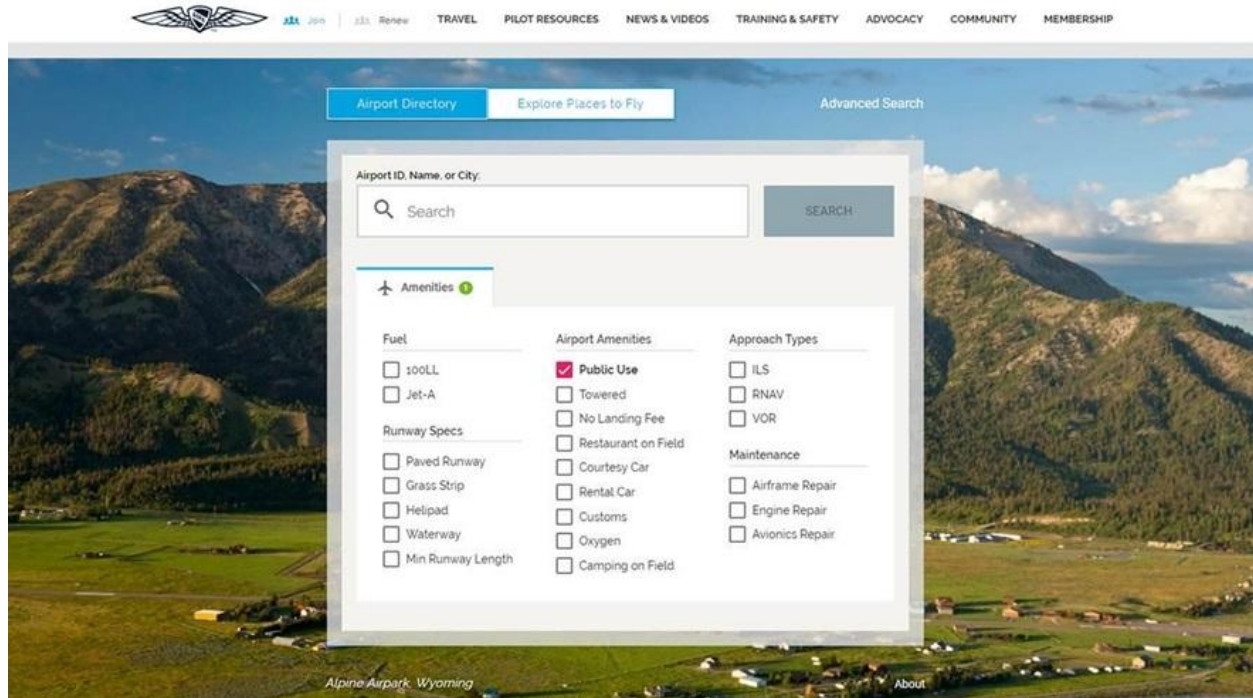 Join
Renew
TRAVEL
PILOT RESOURCES
NEWS & VIDEOS
TRAINING & SAFETY
ADVOCACY
COMMUNITY
MEMBERSHIP
Airport Directory
Explore Places to Fly
Advanced Search
Airport ID, Name, or City:
Search
SEARCH
Amenities 1
Fuel
100LL
Jet-A
Runway Specs
Paved Runway
Grass Strip
Helipad
Waterway
Min Runway Length
Airport Amenities
Public Use
Towered
No Landing Fee
Restaurant on Field
Courtesy Car
Rental Car
Customs
Oxygen
Camping on Field
Approach Types
ILS
RNAV
VOR
Maintenance
Airframe Repair
Engine Repair
Avionics Repair
Alpine Airpark, Wyoming
About